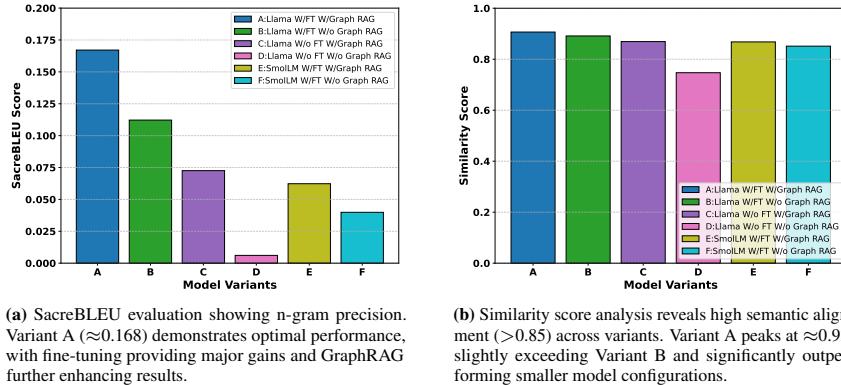 0.200
0.175
0.150
0.125
0.100
0.075
0.050
0.025
0.000
SacreBLEU Score
A:Llama W/FT W/Graph RAG
B:Llama W/FT W/o Graph RAG
C:Llama W/o FT W/Graph RAG
D:Llama W/o FT W/o Graph RAG
E:SmolLM W/FT W/Graph RAG
F:SmolLM W/FT W/o Graph RAG
A B C D E F
Model Variants
(a) SacreBLEU evaluation showing n-gram precision.
Variant A (≈0.168) demonstrates optimal performance,
with fine-tuning providing major gains and GraphRAG
further enhancing results.
1.0
0.8
0.6
0.4
0.2
0.0
Similarity Score
A:Llama W/FT W/Graph RAG
B:Llama W/FT W/o Graph RAG
C:Llama W/o FT W/Graph RAG
D:Llama W/o FT W/o Graph RAG
E:SmolLM W/FT W/Graph RAG
F:SmolLM W/FT W/o Graph RAG
A B C D E F
Model Variants
(b) Similarity score analysis reveals high semantic align
ment (>0.85) across variants. Variant A peaks at ≈0.9
slightly exceeding Variant B and significantly outpe
forming smaller model configurations.